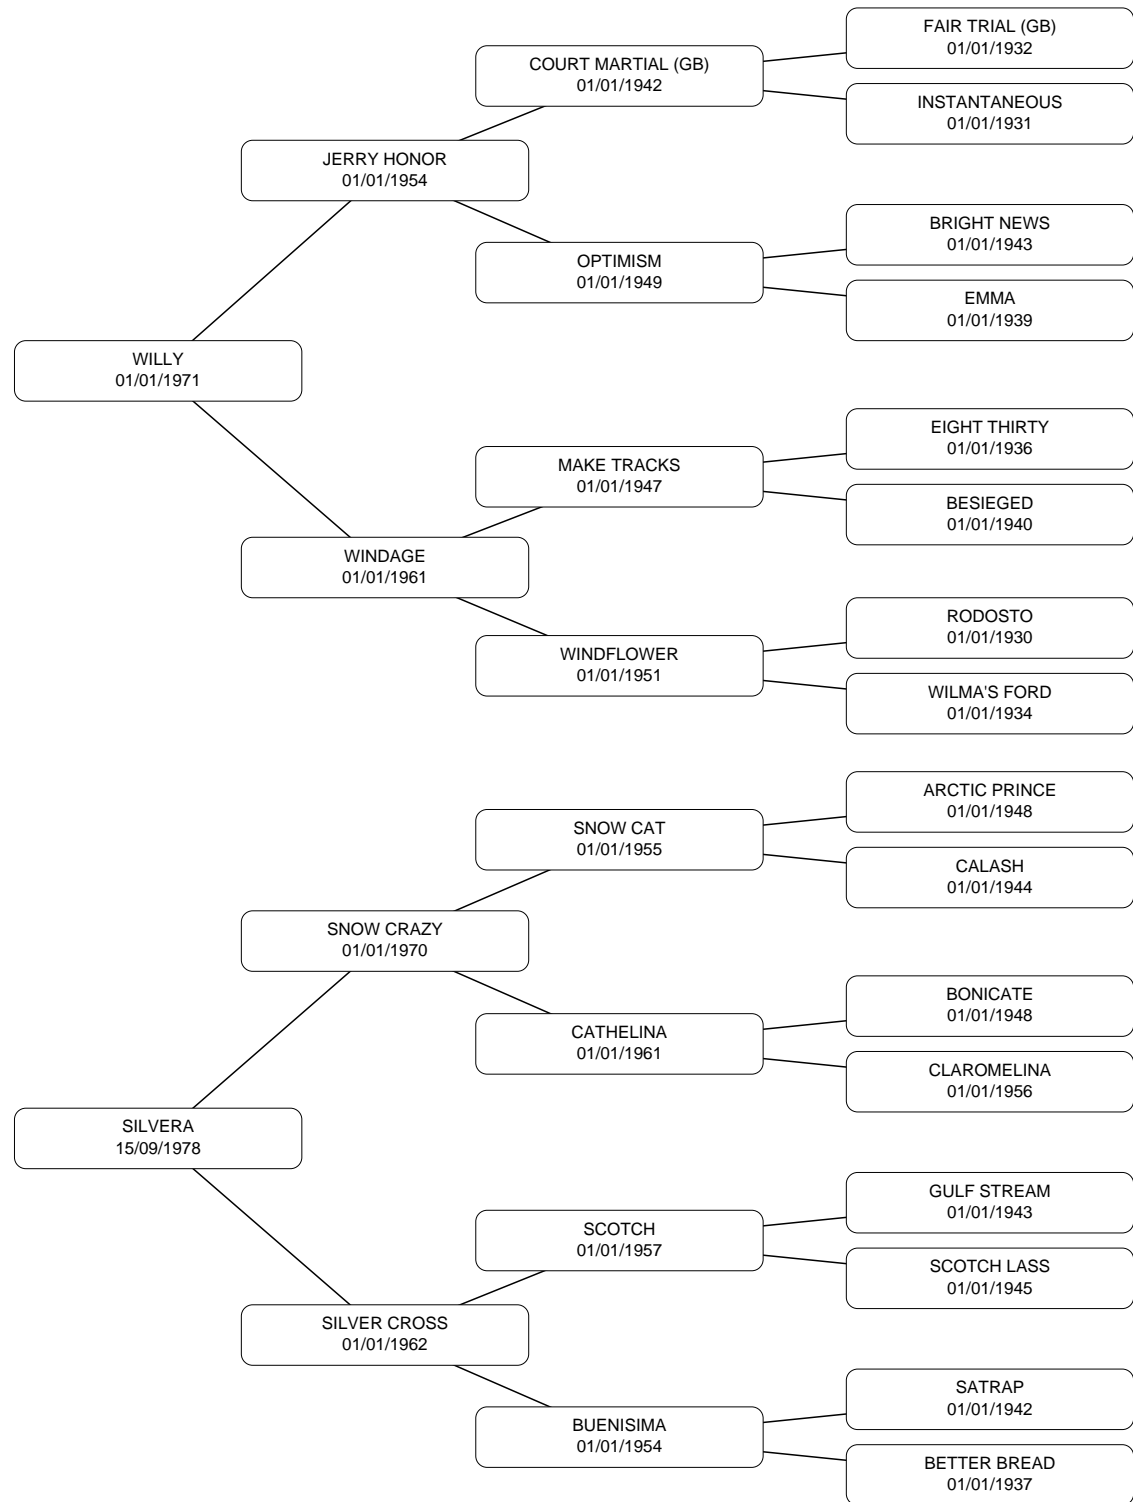 FAIR TRIAL (GB)
01/01/1932
COURT MARTIAL (GB)
01/01/1942
INSTANTANEOUS
01/01/1931
JERRY HONOR
01/01/1954
BRIGHT NEWS
01/01/1943
OPTIMISM
01/01/1949
EMMA
01/01/1939
WILLY
01/01/1971
EIGHT THIRTY
01/01/1936
MAKE TRACKS
01/01/1947
BESIEGED
01/01/1940
WINDAGE
01/01/1961
RODOSTO
01/01/1930
WINDFLOWER
01/01/1951
WILMA'S FORD
01/01/1934
ARCTIC PRINCE
01/01/1948
SNOW CAT
01/01/1955
CALASH
01/01/1944
SNOW CRAZY
01/01/1970
BONICATE
01/01/1948
CATHELINA
01/01/1961
CLAROMELINA
01/01/1956
SILVERA
15/09/1978
GULF STREAM
01/01/1943
SCOTCH
01/01/1957
SCOTCH LASS
01/01/1945
SILVER CROSS
01/01/1962
SATRAP
01/01/1942
BUENISIMA
01/01/1954
BETTER BREAD
01/01/1937